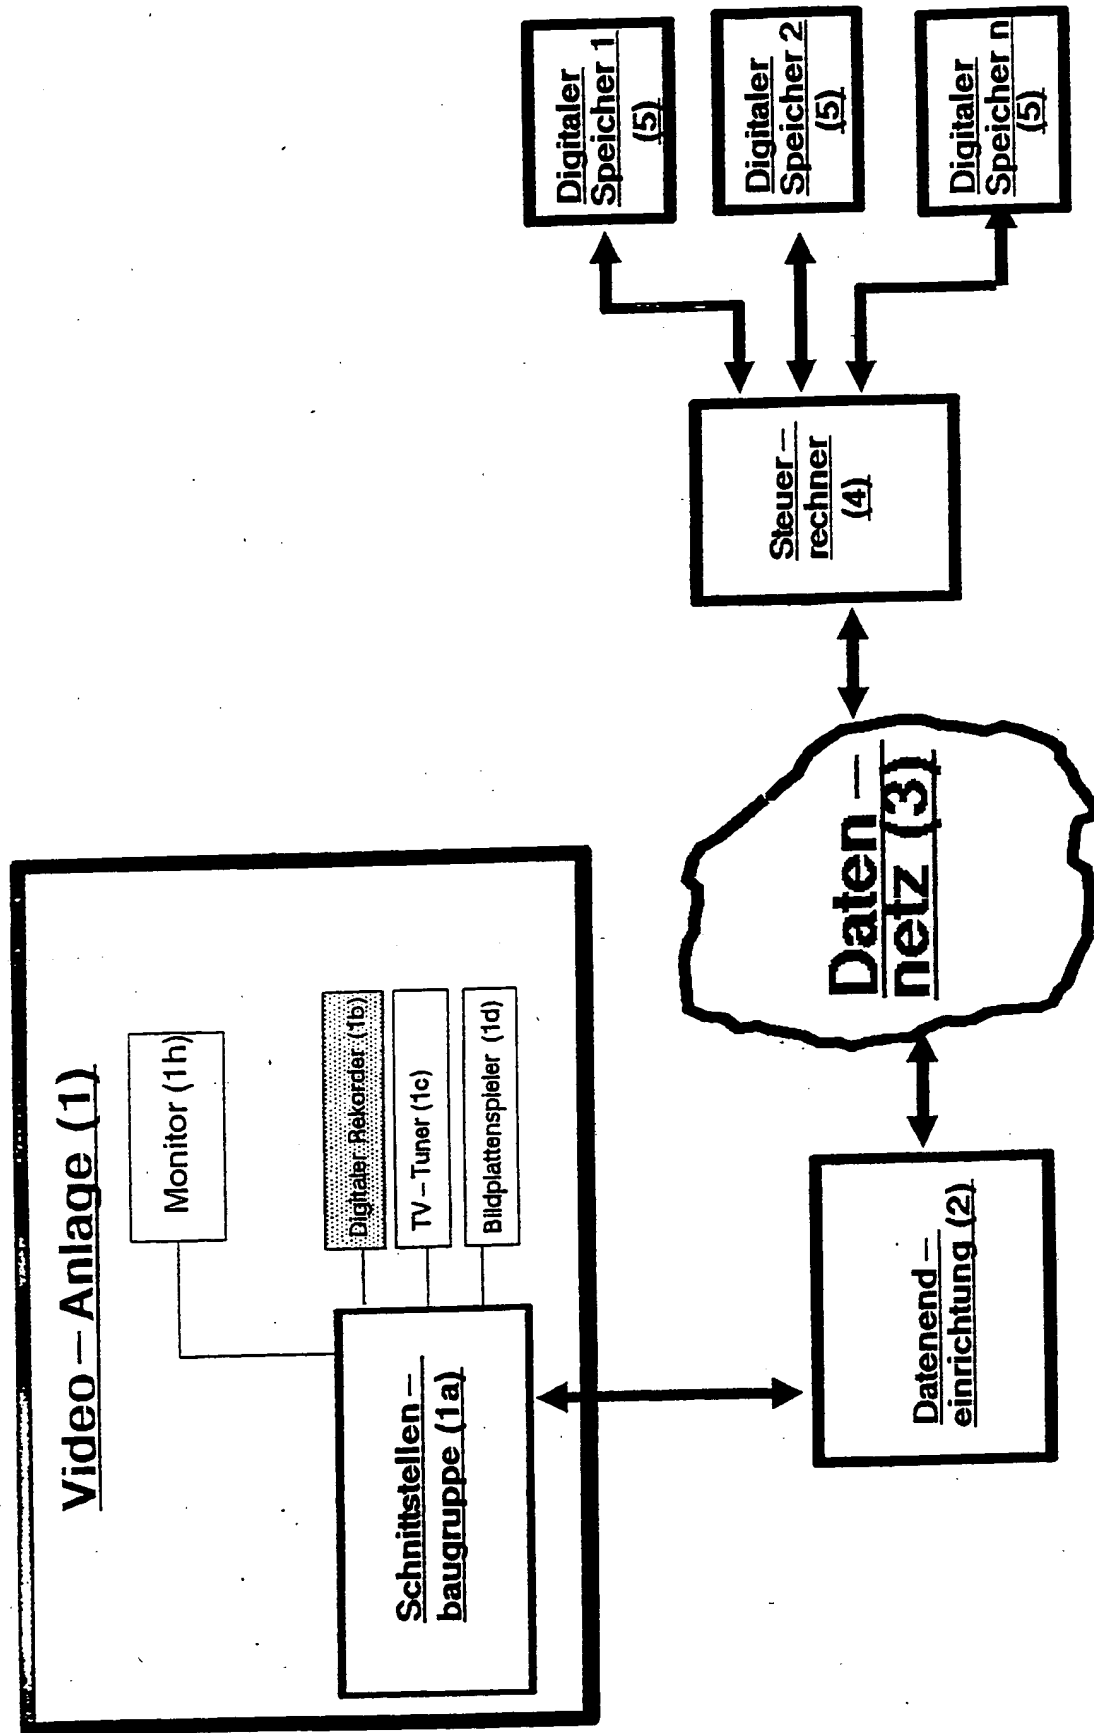 Video–Anlage (1)
Monitor (1h)
Digitaler Rekorder (1b)
TV–Tuner (1c)
Bildplattenspieler (1d)
Schnittstellen–
baugruppe (1a)
Datenend–
einrichtung (2)
Daten–
netz (3)
Steuer–
rechner
(4)
Digitaler
Speicher 1
(5)
Digitaler
Speicher 2
(5)
Digitaler
Speicher n
(5)